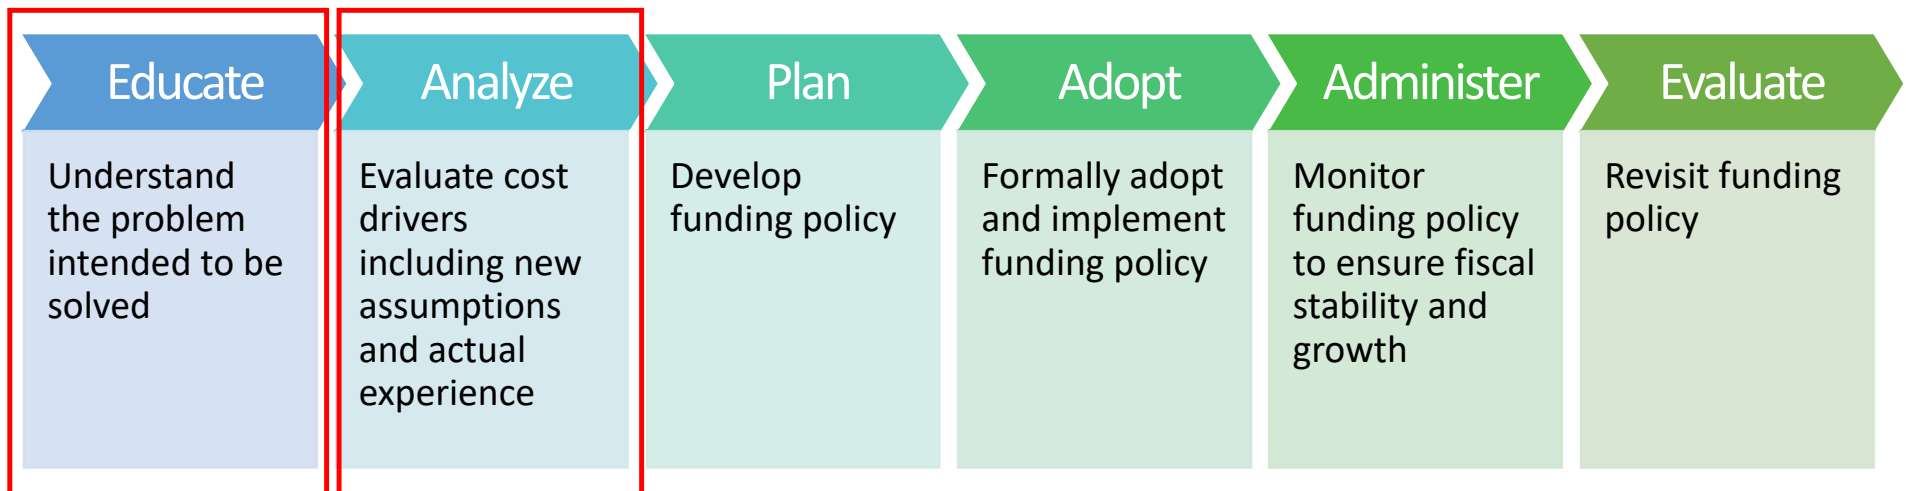 Educate
Understand
the problem
intended to be
solved
Analyze
Evaluate cost
drivers
including new
assumptions
and actual
experience
Plan
Develop
funding policy
Adopt
Formally adopt
and implement
funding policy
Administer
Monitor
funding policy
to ensure fiscal
stability and
growth
Evaluate
Revisit funding
policy